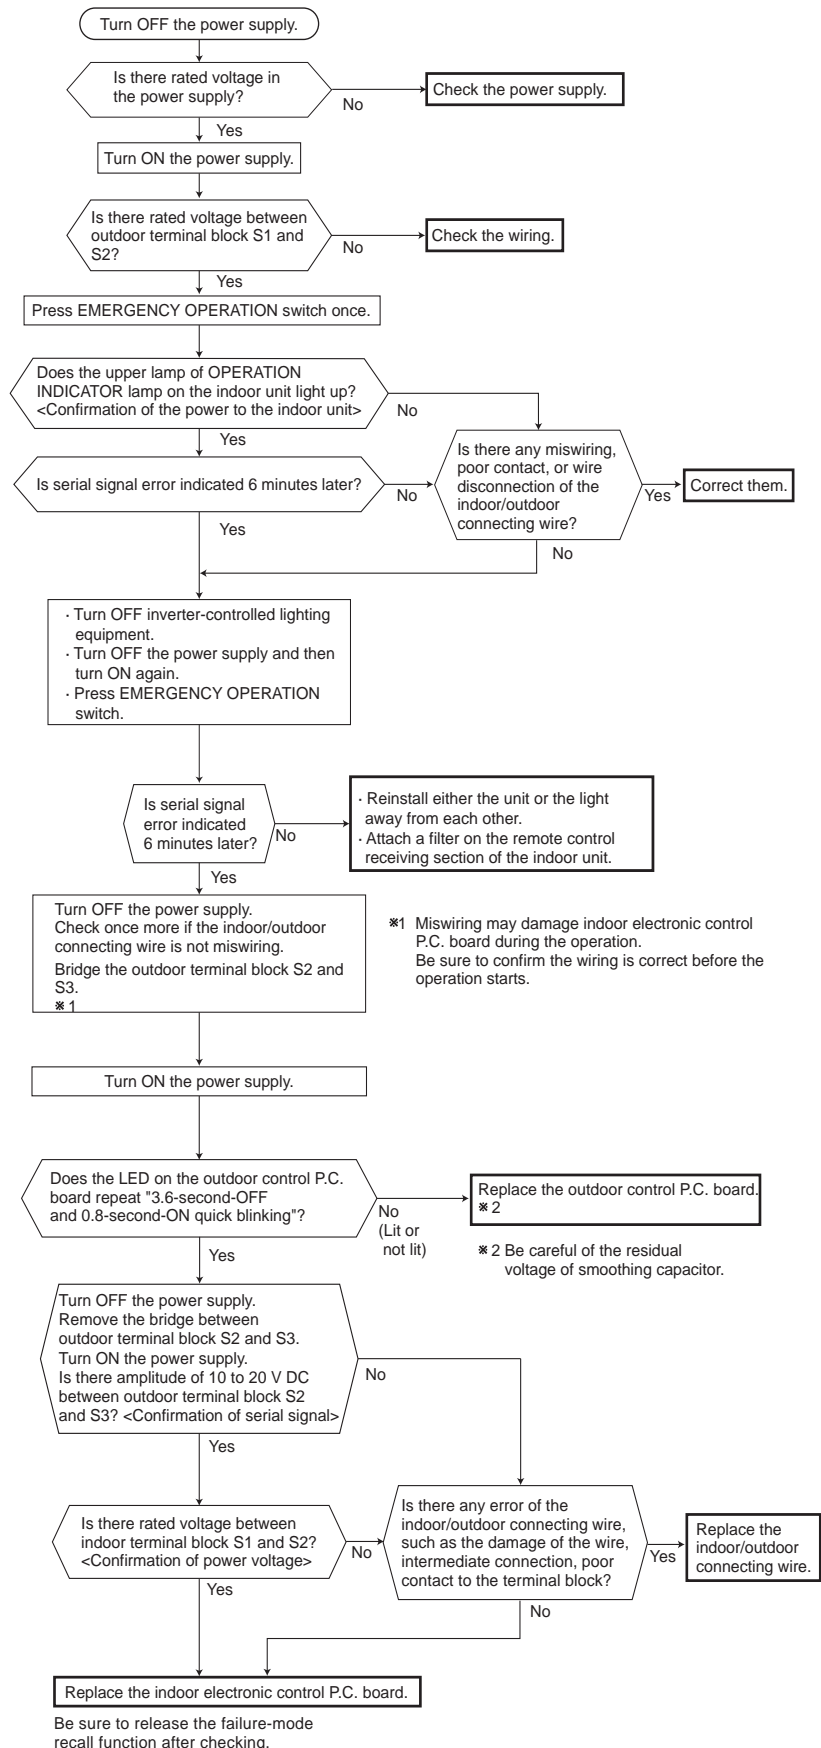 Turn OFF the power supply.
Is there rated voltage in
the power supply?
No
Check the power supply.
Yes
Turn ON the power supply.
Is there rated voltage between
outdoor terminal block S1 and
S2?
No
Check the wiring.
Yes
Press EMERGENCY OPERATION switch once.
Does the upper lamp of OPERATION
INDICATOR lamp on the indoor unit light up?
<Confirmation of the power to the indoor unit>
No
Yes
Is serial signal error indicated 6 minutes later?
No
Is there any miswiring,
poor contact, or wire
disconnection of the
indoor/outdoor
connecting wire?
Yes
Correct them.
Yes
No
· Turn OFF inverter-controlled lighting
equipment.
· Turn OFF the power supply and then
turn ON again.
· Press EMERGENCY OPERATION
switch.
Is serial signal
error indicated
6 minutes later?
No
· Reinstall either the unit or the light
away from each other.
· Attach a filter on the remote control
receiving section of the indoor unit.
Yes
Turn OFF the power supply.
Check once more if the indoor/outdoor
connecting wire is not miswiring.
Bridge the outdoor terminal block S2 and
S3.
※1
※1 Miswiring may damage indoor electronic control
P.C. board during the operation.
Be sure to confirm the wiring is correct before the
operation starts.
Turn ON the power supply.
Does the LED on the outdoor control P.C.
board repeat "3.6-second-OFF
and 0.8-second-ON quick blinking"?
No
(Lit or
not lit)
Replace the outdoor control P.C. board.
※2
※2 Be careful of the residual
voltage of smoothing capacitor.
Yes
Turn OFF the power supply.
Remove the bridge between
outdoor terminal block S2 and S3.
Turn ON the power supply.
Is there amplitude of 10 to 20 V DC
between outdoor terminal block S2
and S3? <Confirmation of serial signal>
No
Yes
Is there rated voltage between
indoor terminal block S1 and S2?
<Confirmation of power voltage>
No
Is there any error of the
indoor/outdoor connecting wire,
such as the damage of the wire,
intermediate connection, poor
contact to the terminal block?
Yes
Replace the
indoor/outdoor
connecting wire.
Yes
No
Replace the indoor electronic control P.C. board.
Be sure to release the failure-mode
recall function after checking.